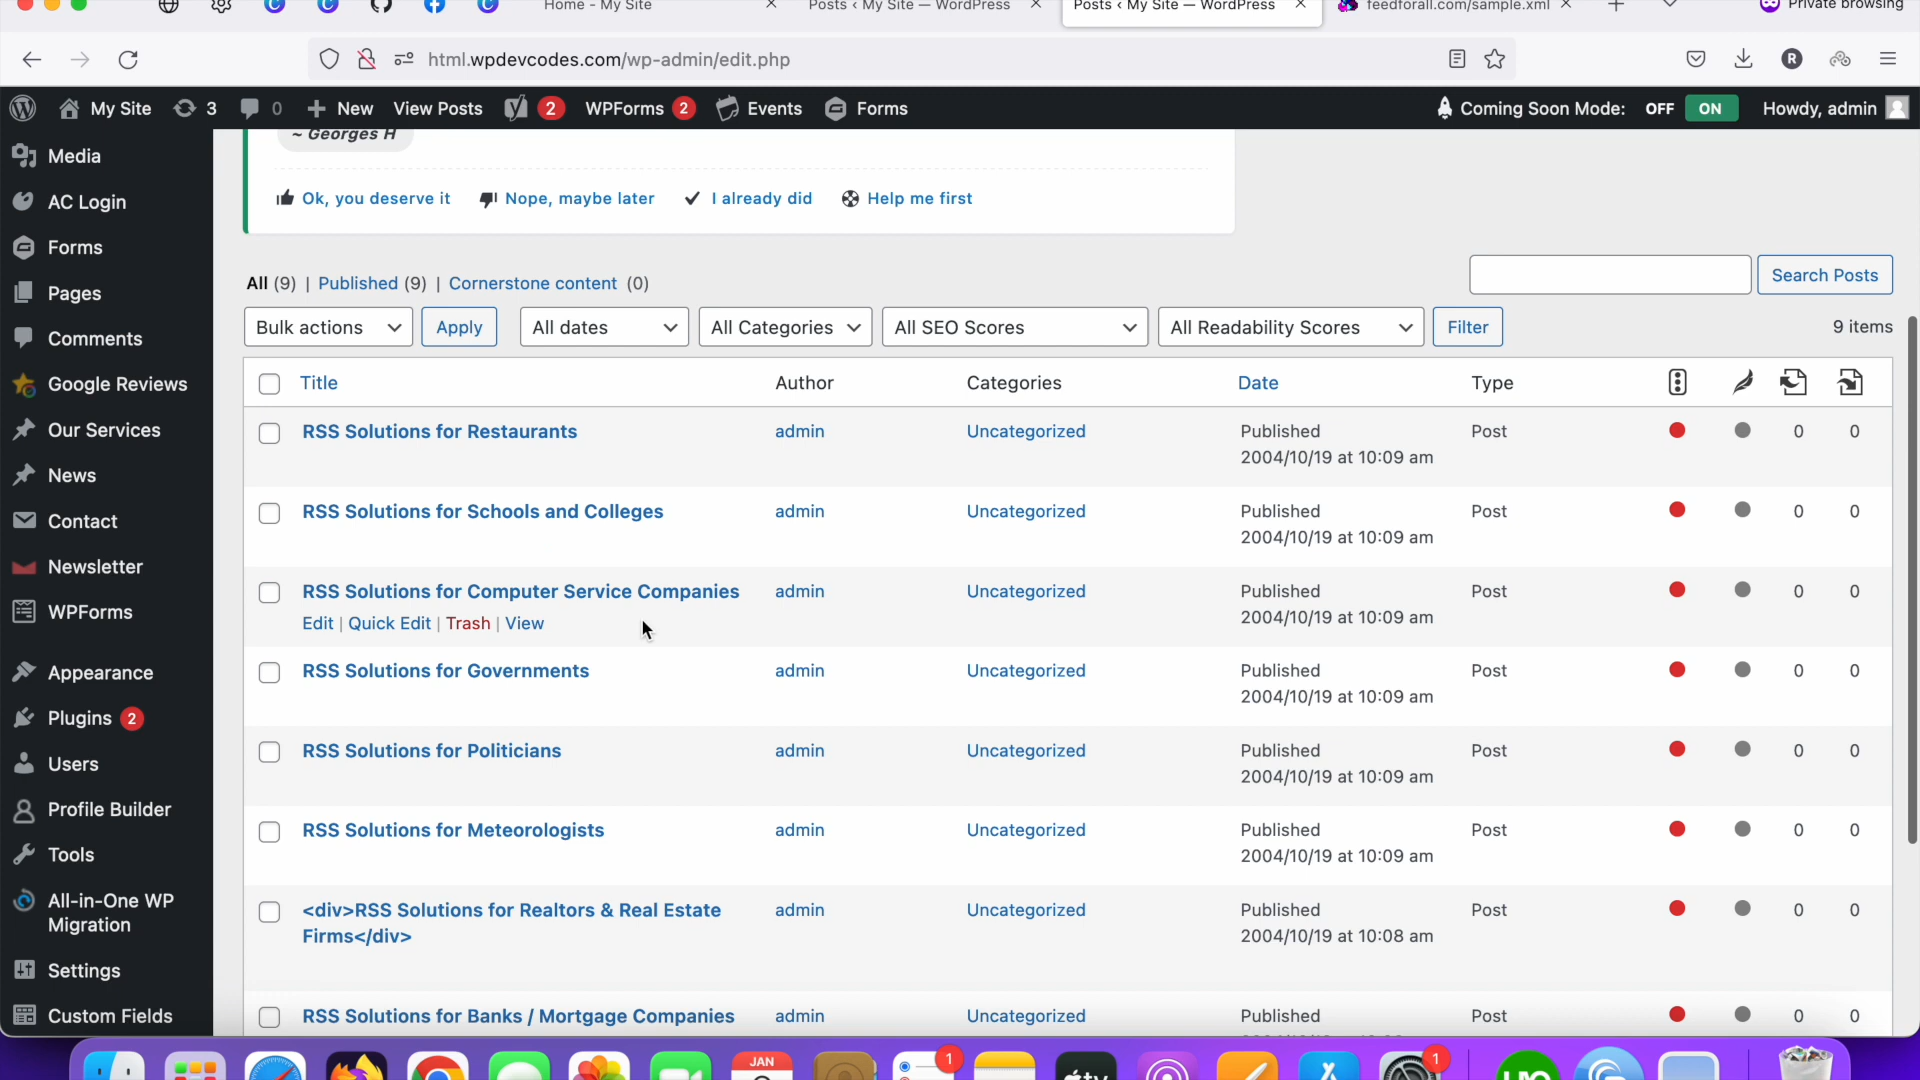 Home - My Site
Posts ‹ My Site — WordPress
Posts ‹ My Site — WordPress
feedforall.com/sample.xml
Private browsing
html.wpdevcodes.com/wp-admin/edit.php
R
My Site
3
0
New
View Posts
2
WPForms 2
Events
Forms
Coming Soon Mode: OFF ON
Howdy, admin
Media
AC Login
Forms
Pages
Comments
Google Reviews
Our Services
News
Contact
Newsletter
WPForms
Appearance
Plugins 2
Users
Profile Builder
Tools
All-in-One WP
Migration
Settings
Custom Fields
~ Georges H
Ok, you deserve it
Nope, maybe later
I already did
Help me first
All (9) | Published (9) | Cornerstone content (0)
Search Posts
Bulk actions
Apply
All dates
All Categories
All SEO Scores
All Readability Scores
Filter
9 items
Title Author Categories Date Type
RSS Solutions for Restaurants admin Uncategorized Published Post 0 0
2004/10/19 at 10:09 am
RSS Solutions for Schools and Colleges admin Uncategorized Published Post 0 0
2004/10/19 at 10:09 am
RSS Solutions for Computer Service Companies admin Uncategorized Published Post 0 0
Edit | Quick Edit | Trash | View 2004/10/19 at 10:09 am
RSS Solutions for Governments admin Uncategorized Published Post 0 0
2004/10/19 at 10:09 am
RSS Solutions for Politicians admin Uncategorized Published Post 0 0
2004/10/19 at 10:09 am
RSS Solutions for Meteorologists admin Uncategorized Published Post 0 0
2004/10/19 at 10:09 am
<div>RSS Solutions for Realtors & Real Estate admin Uncategorized Published Post 0 0
Firms</div> 2004/10/19 at 10:08 am
RSS Solutions for Banks / Mortgage Companies admin Uncategorized Published Post 0 0
JAN
1
tv
1